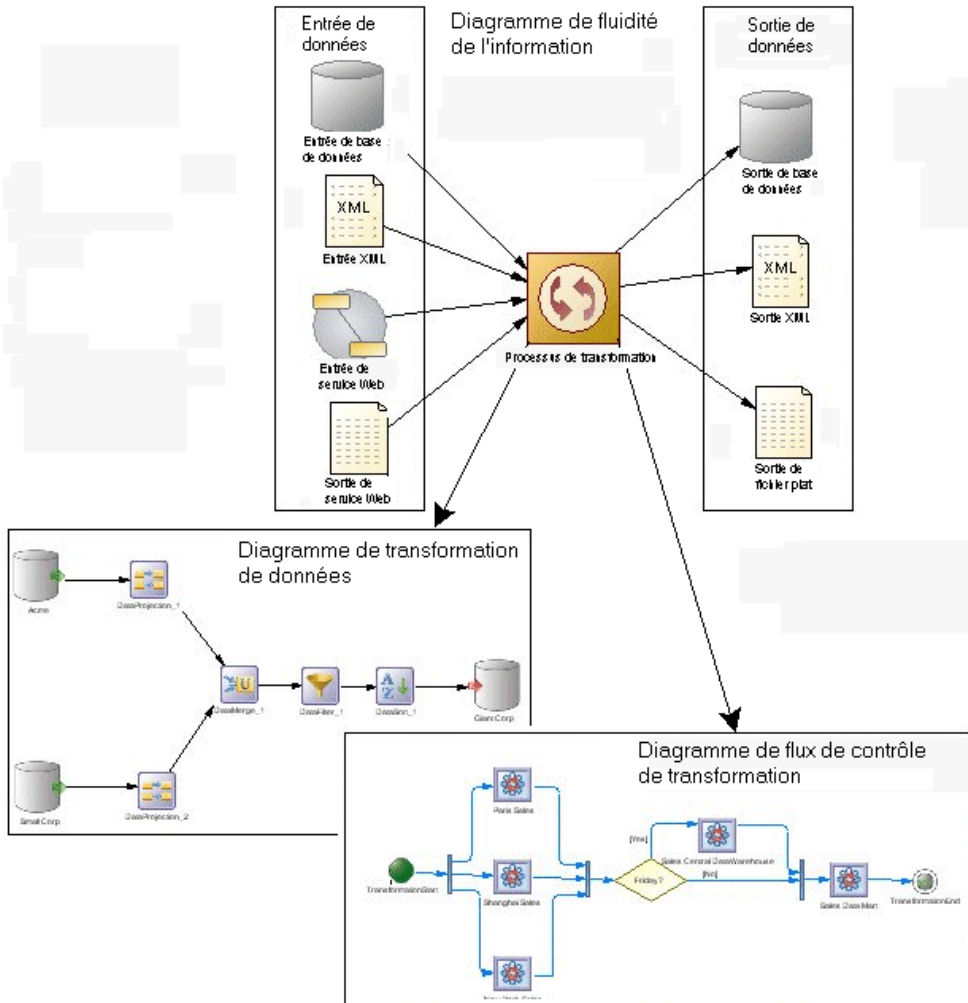 Entrée de
données
Diagramme de fluidité
de l'information
Sortie de
données
Entrée de base
de données
XML
Entrée XML
Entrée de
service Web
Sortie de
service Web
Processus de transformation
Sortie de base
de données
XML
Sortie XML
Sortie de
fichier plat
Diagramme de transformation
de données
Acme
DataProjection_1
DataMerge_1
U
DataFilter_1
A
Z
DataSort_1
GiantCorp
SmallCorp
DataProjection_2
Diagramme de flux de contrôle
de transformation
TransformationStart
Paris Sales
Shanghai Sales
[Yes]
Sales Central DataWarehouse
Friday?
[No]
Sales Data Mart
TransformationEnd